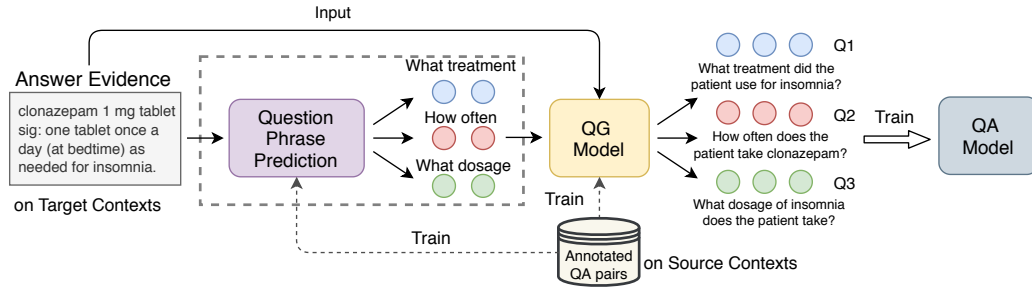 Input
Answer Evidence
clonazepam 1 mg tablet
sig: one tablet once a
day (at bedtime) as
needed for insomnia.
on Target Contexts
Question
Phrase
Prediction
What treatment
How often
What dosage
QG
Model
Q1
What treatment did the
patient use for insomnia?
Q2
How often does the
patient take clonazepam?
Q3
What dosage of insomnia
does the patient take?
Train
QA
Model
Train
Train
Annotated
QA pairs
on Source Contexts